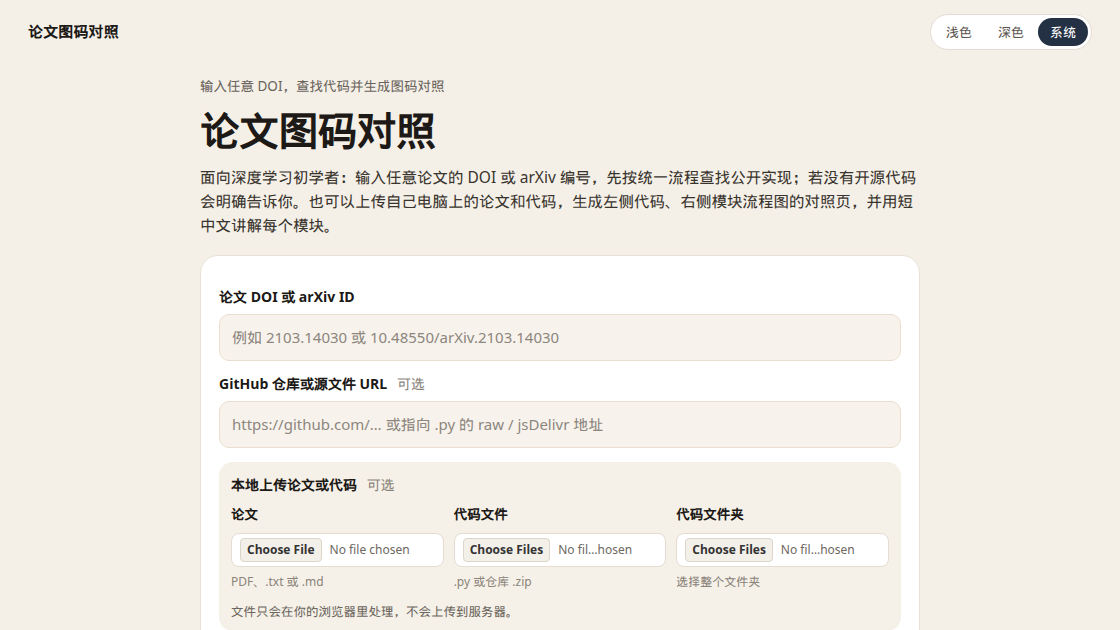 论文图码对照
浅色 深色 系统
输入任意 DOI，查找代码并生成图码对照
论文图码对照
面向深度学习初学者：输入任意论文的 DOI 或 arXiv 编号，先按统一流程查找公开实现；若没有开源代码
会明确告诉你。也可以上传自己电脑上的论文和代码，生成左侧代码、右侧模块流程图的对照页，并用短
中文讲解每个模块。
论文 DOI 或 arXiv ID
例如 2103.14030 或 10.48550/arXiv.2103.14030
GitHub 仓库或源文件 URL 可选
https://github.com/... 或指向 .py 的 raw / jsDelivr 地址
本地上传论文或代码 可选
论文 代码文件 代码文件夹
Choose File No file chosen Choose Files No fil...hosen Choose Files No fil...hosen
PDF、.txt 或 .md .py 或仓库 .zip 选择整个文件夹
文件只会在你的浏览器里处理，不会上传到服务器。